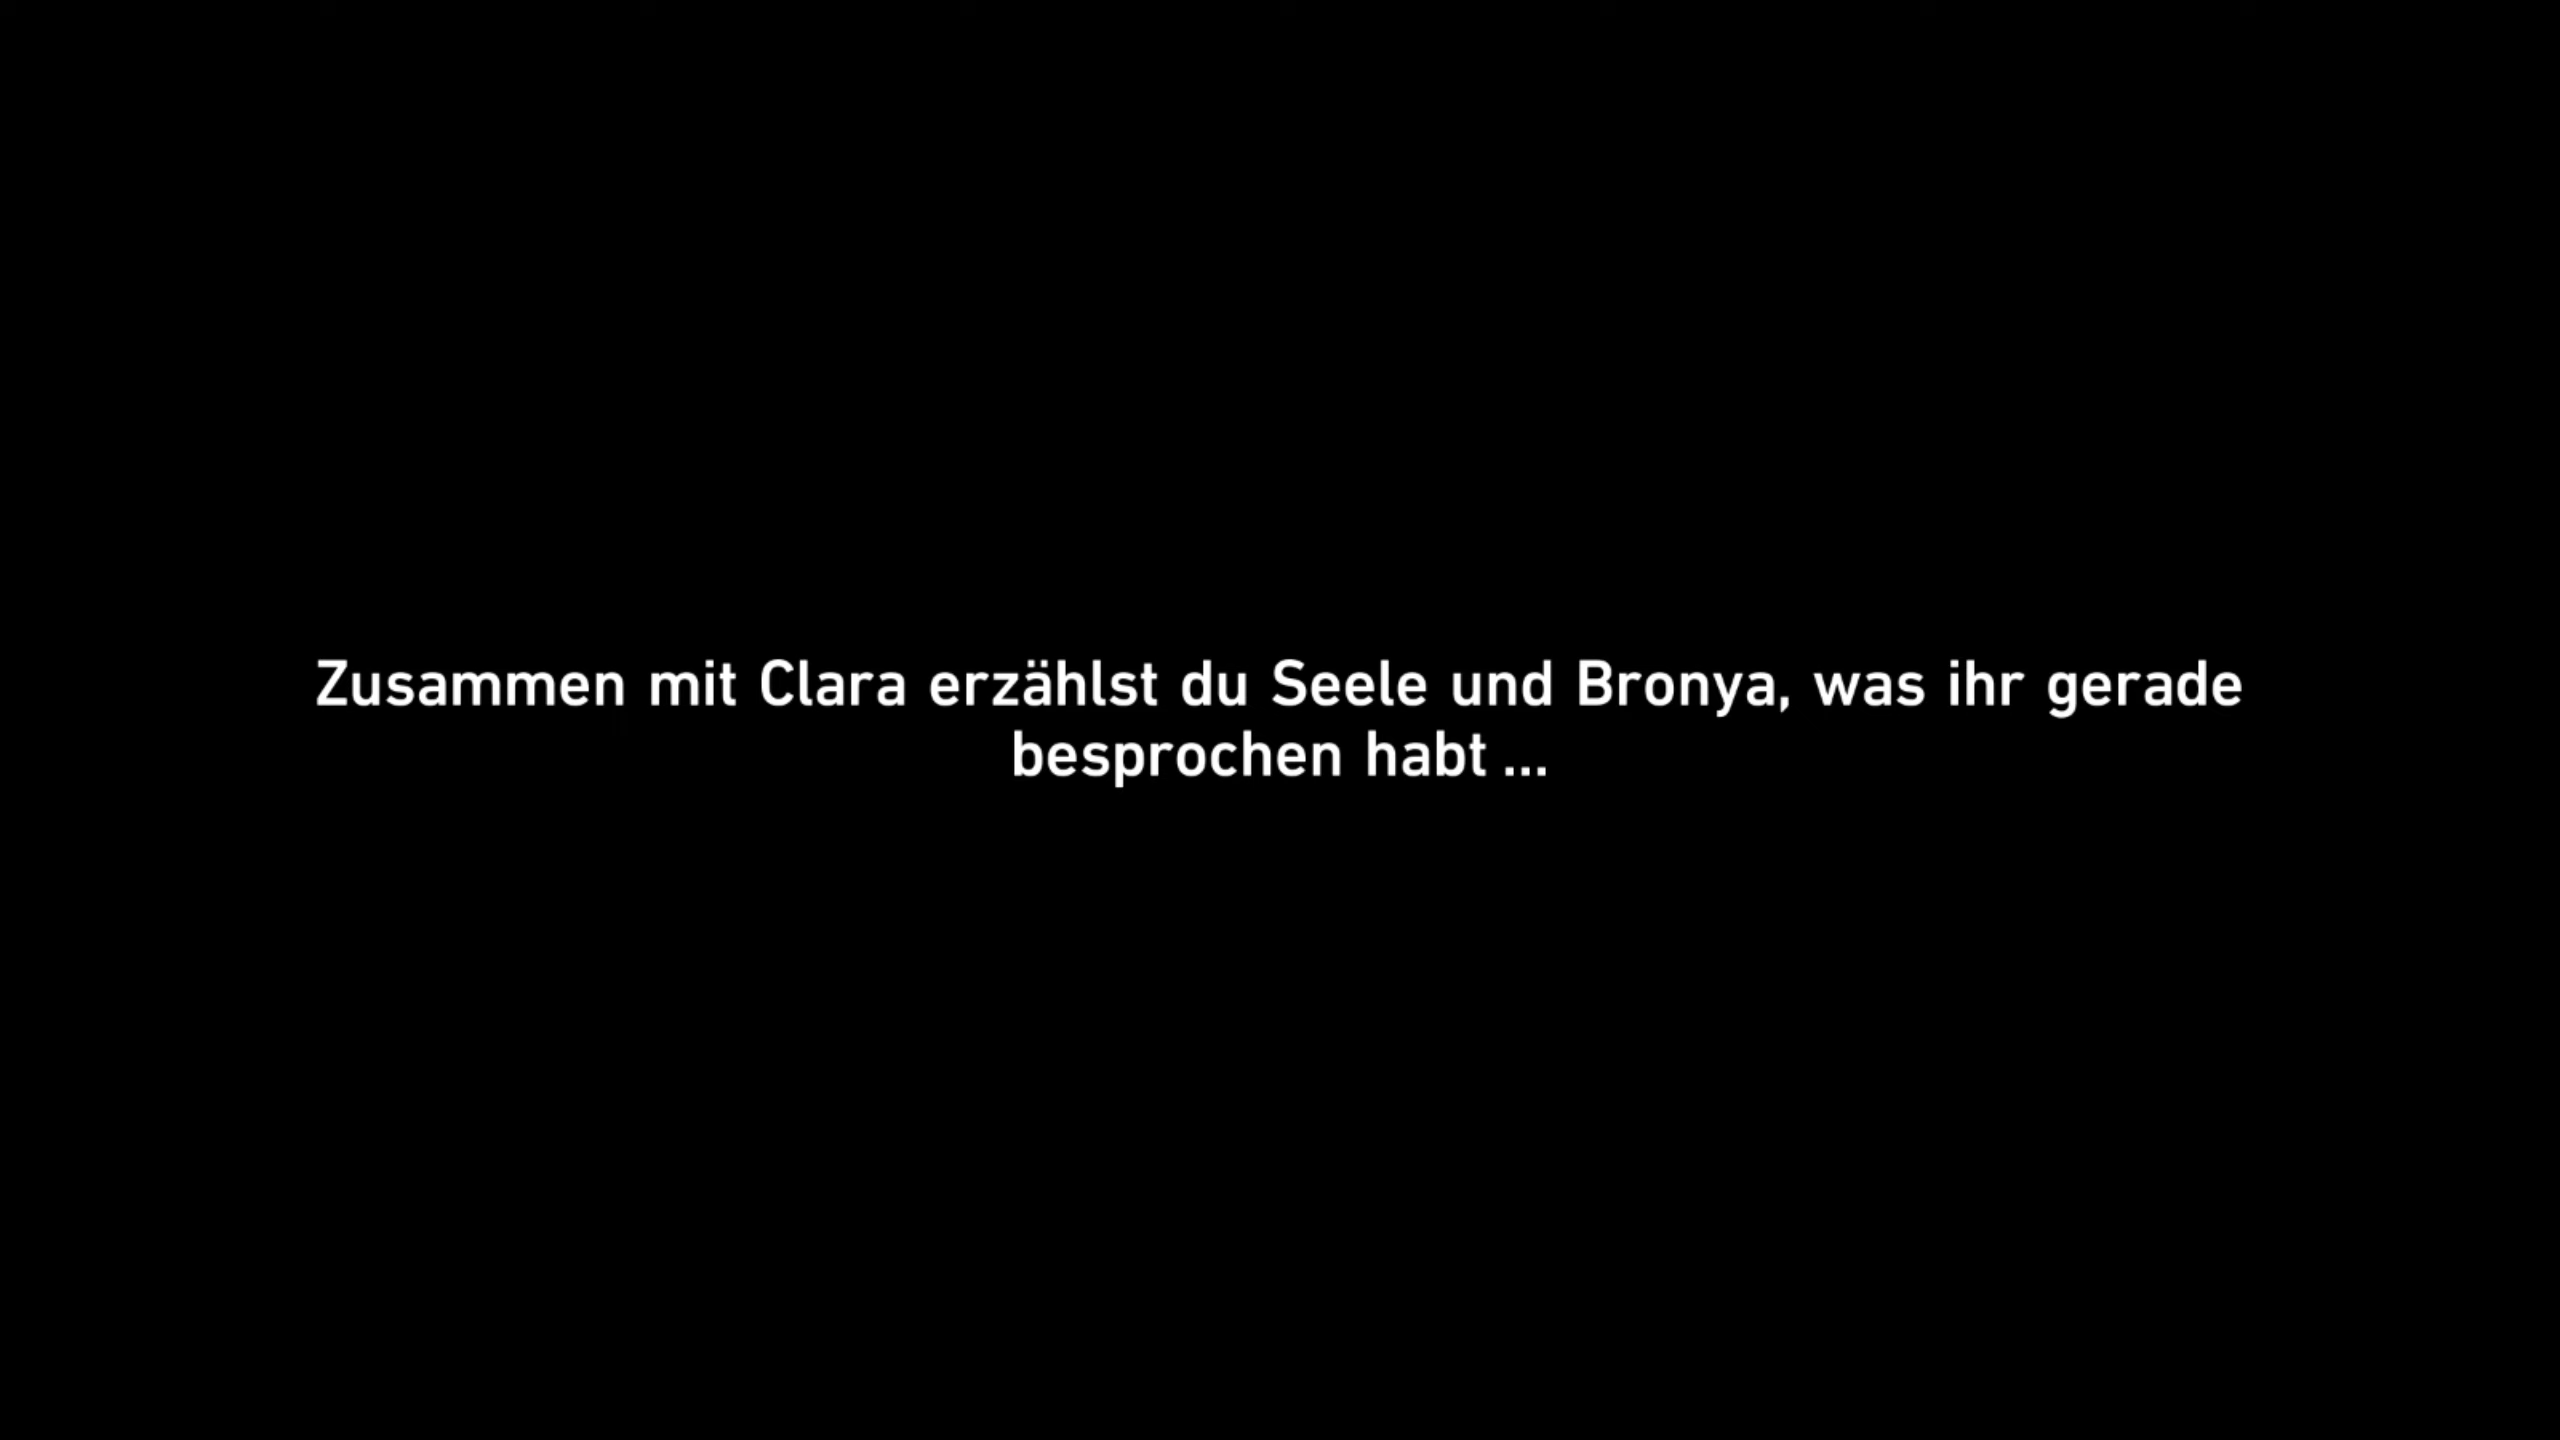 Zusammen mit Clara erzählst du Seele und Bronya, was ihr gerade
besprochen habt ...